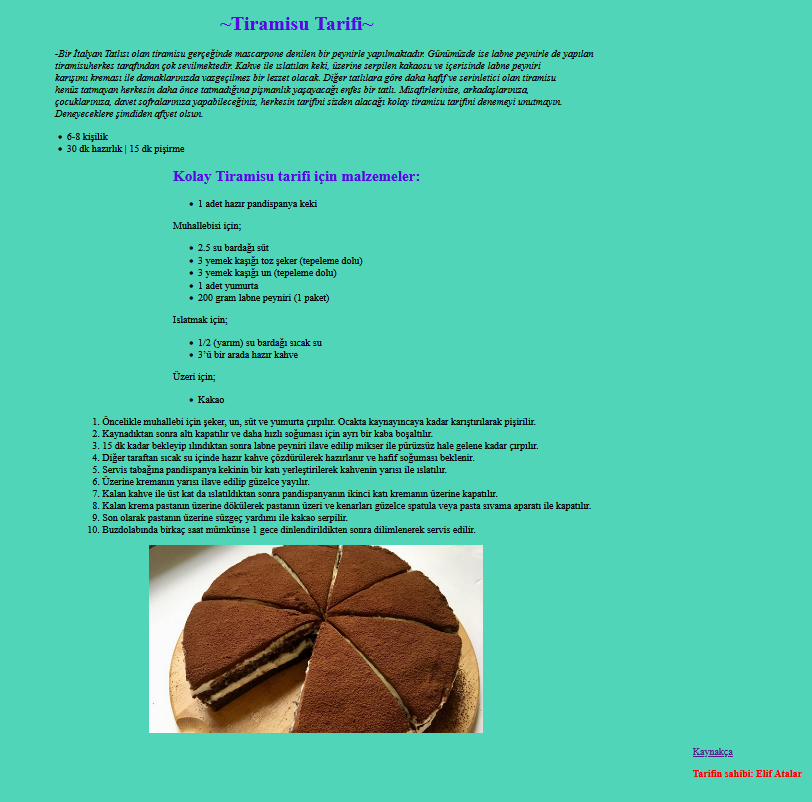 ~Tiramisu Tarifi~
-Bir İtalyan Tatlısı olan tiramisu gerçeğinde mascarpone denilen bir peynirle yapılmaktadır. Günümüzde ise labne peynirle de yapılan
tiramisuherkes tarafından çok sevilmektedir. Kahve ile ıslatılan keki, üzerine serpilen kakaosu ve içerisinde labne peyniri
karışımı kreması ile damaklarınızda vazgeçilmez bir lezzet olacak. Diğer tatlılara göre daha hafif ve serinletici olan tiramisu
henüz tatmayan herkesin daha önce tatmadığına pişmanlık yaşayacağı enfes bir tatlı. Misafirlerinize, arkadaşlarınıza,
çocuklarınıza, davet sofralarınıza yapabileceğiniz, herkesin tarifini sizden alacağı kolay tiramisu tarifini denemeyi unutmayın.
Deneyeceklere şimdiden afiyet olsun.
• 6-8 kişilik
• 30 dk hazırlık | 15 dk pişirme
Kolay Tiramisu tarifi için malzemeler:
• 1 adet hazır pandispanya keki
Muhallebisi için;
• 2.5 su bardağı süt
• 3 yemek kaşığı toz şeker (tepeleme dolu)
• 3 yemek kaşığı un (tepeleme dolu)
• 1 adet yumurta
• 200 gram labne peyniri (1 paket)
Islatmak için;
• 1/2 (yarım) su bardağı sıcak su
• 3’ü bir arada hazır kahve
Üzeri için;
• Kakao
1. Öncelikle muhallebi için şeker, un, süt ve yumurta çırpılır. Ocakta kaynayıncaya kadar karıştırılarak pişirilir.
2. Kaynadıktan sonra altı kapatılır ve daha hızlı soğuması için ayrı bir kaba boşaltılır.
3. 15 dk kadar bekleyip ılındıktan sonra labne peyniri ilave edilip mikser ile pürüzsüz hale gelene kadar çırpılır.
4. Diğer taraftan sıcak su içinde hazır kahve çözdürülerek hazırlanır ve hafif soğuması beklenir.
5. Servis tabağına pandispanya kekinin bir katı yerleştirilerek kahvenin yarısı ile ıslatılır.
6. Üzerine kremanın yarısı ilave edilip güzelce yayılır.
7. Kalan kahve ile üst kat da ıslatıldıktan sonra pandispanyanın ikinci katı kremanın üzerine kapatılır.
8. Kalan krema pastanın üzerine dökülerek pastanın üzeri ve kenarları güzelce spatula veya pasta sıvama aparatı ile kapatılır.
9. Son olarak pastanın üzerine süzgeç yardımı ile kakao serpilir.
10. Buzdolabında birkaç saat mümkünse 1 gece dinlendirildikten sonra dilimlenerek servis edilir.
Kaynakça
Tarifin sahibi: Elif Atalar